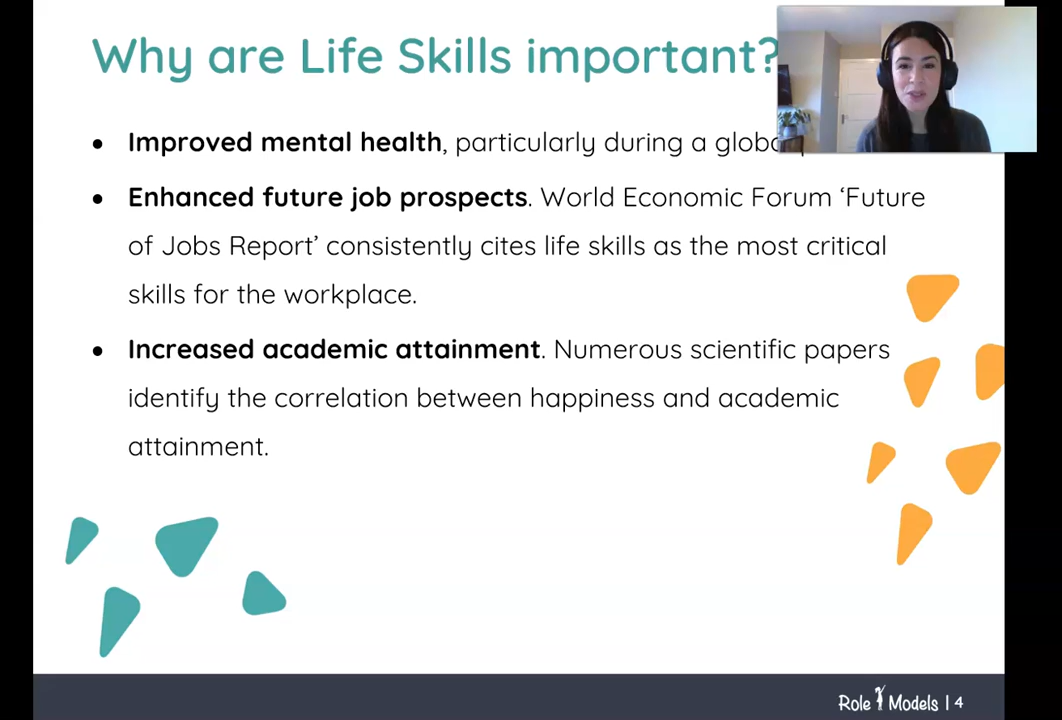 Why are Life Skills important?
• Improved mental health, particularly during a
• Enhanced future job prospects. World Economic Forum ‘Future
of Jobs Report’ consistently cites life skills as the most critical
skills for the workplace.
• Increased academic attainment. Numerous scientific papers
identify the correlation between happiness and academic
attainment.
Role Models | 4